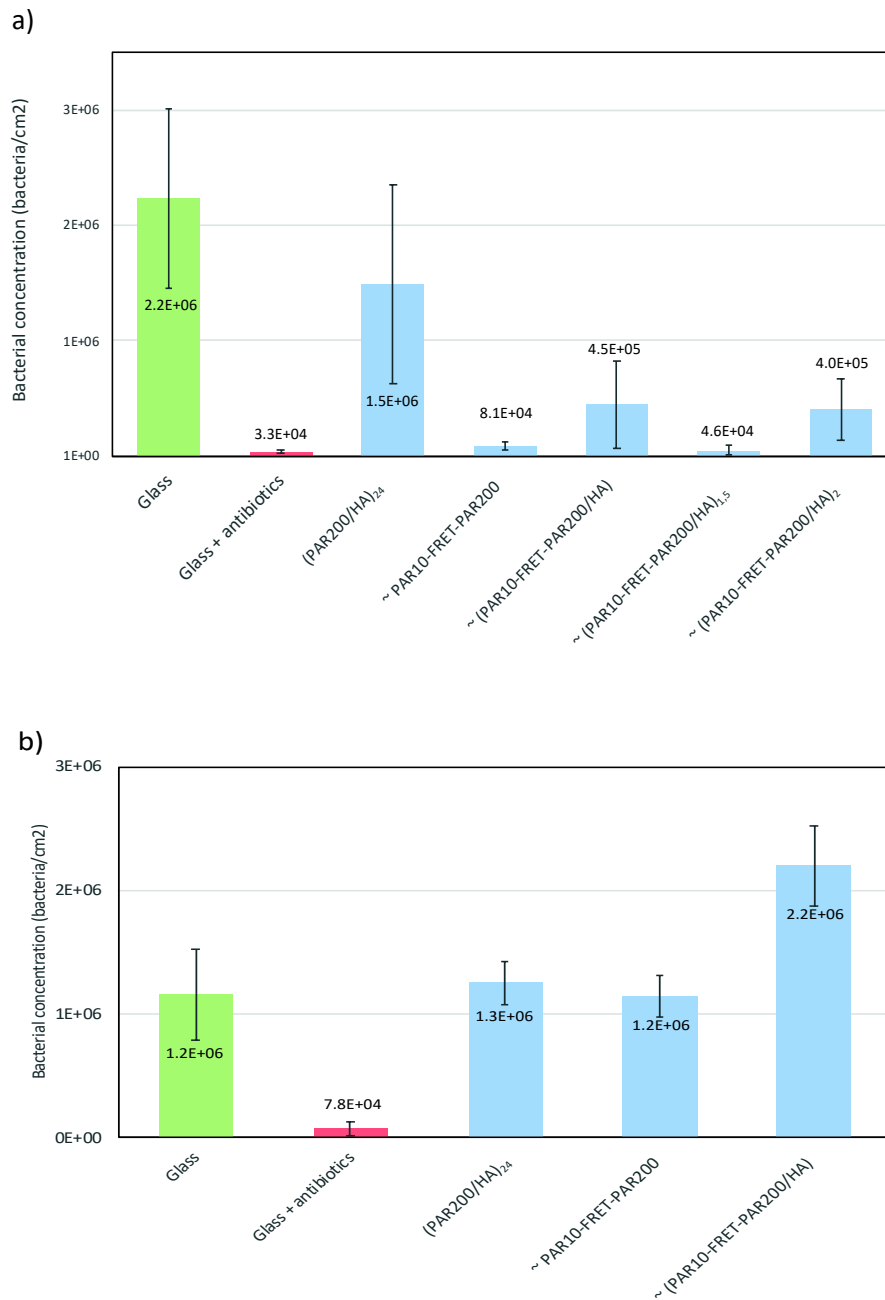 a)
Bacterial concentration (bacteria/cm2)
3E+06
2E+06
1E+06
1E+00
2.2E+06
3.3E+04
1.5E+06
8.1E+04
4.5E+05
4.6E+04
4.0E+05
Glass
Glass + antibiotics
(PAR200/HA)24
~ PAR10-FRET-PAR200
~ (PAR10-FRET-PAR200/HA)
~ (PAR10-FRET-PAR200/HA)1,5
~ (PAR10-FRET-PAR200/HA)2
b)
Bacterial concentration (bacteria/cm2)
3E+06
2E+06
1E+06
0E+00
1.2E+06
7.8E+04
1.3E+06
1.2E+06
2.2E+06
Glass
Glass + antibiotics
(PAR200/HA)24
~ PAR10-FRET-PAR200
~ (PAR10-FRET-PAR200/HA)